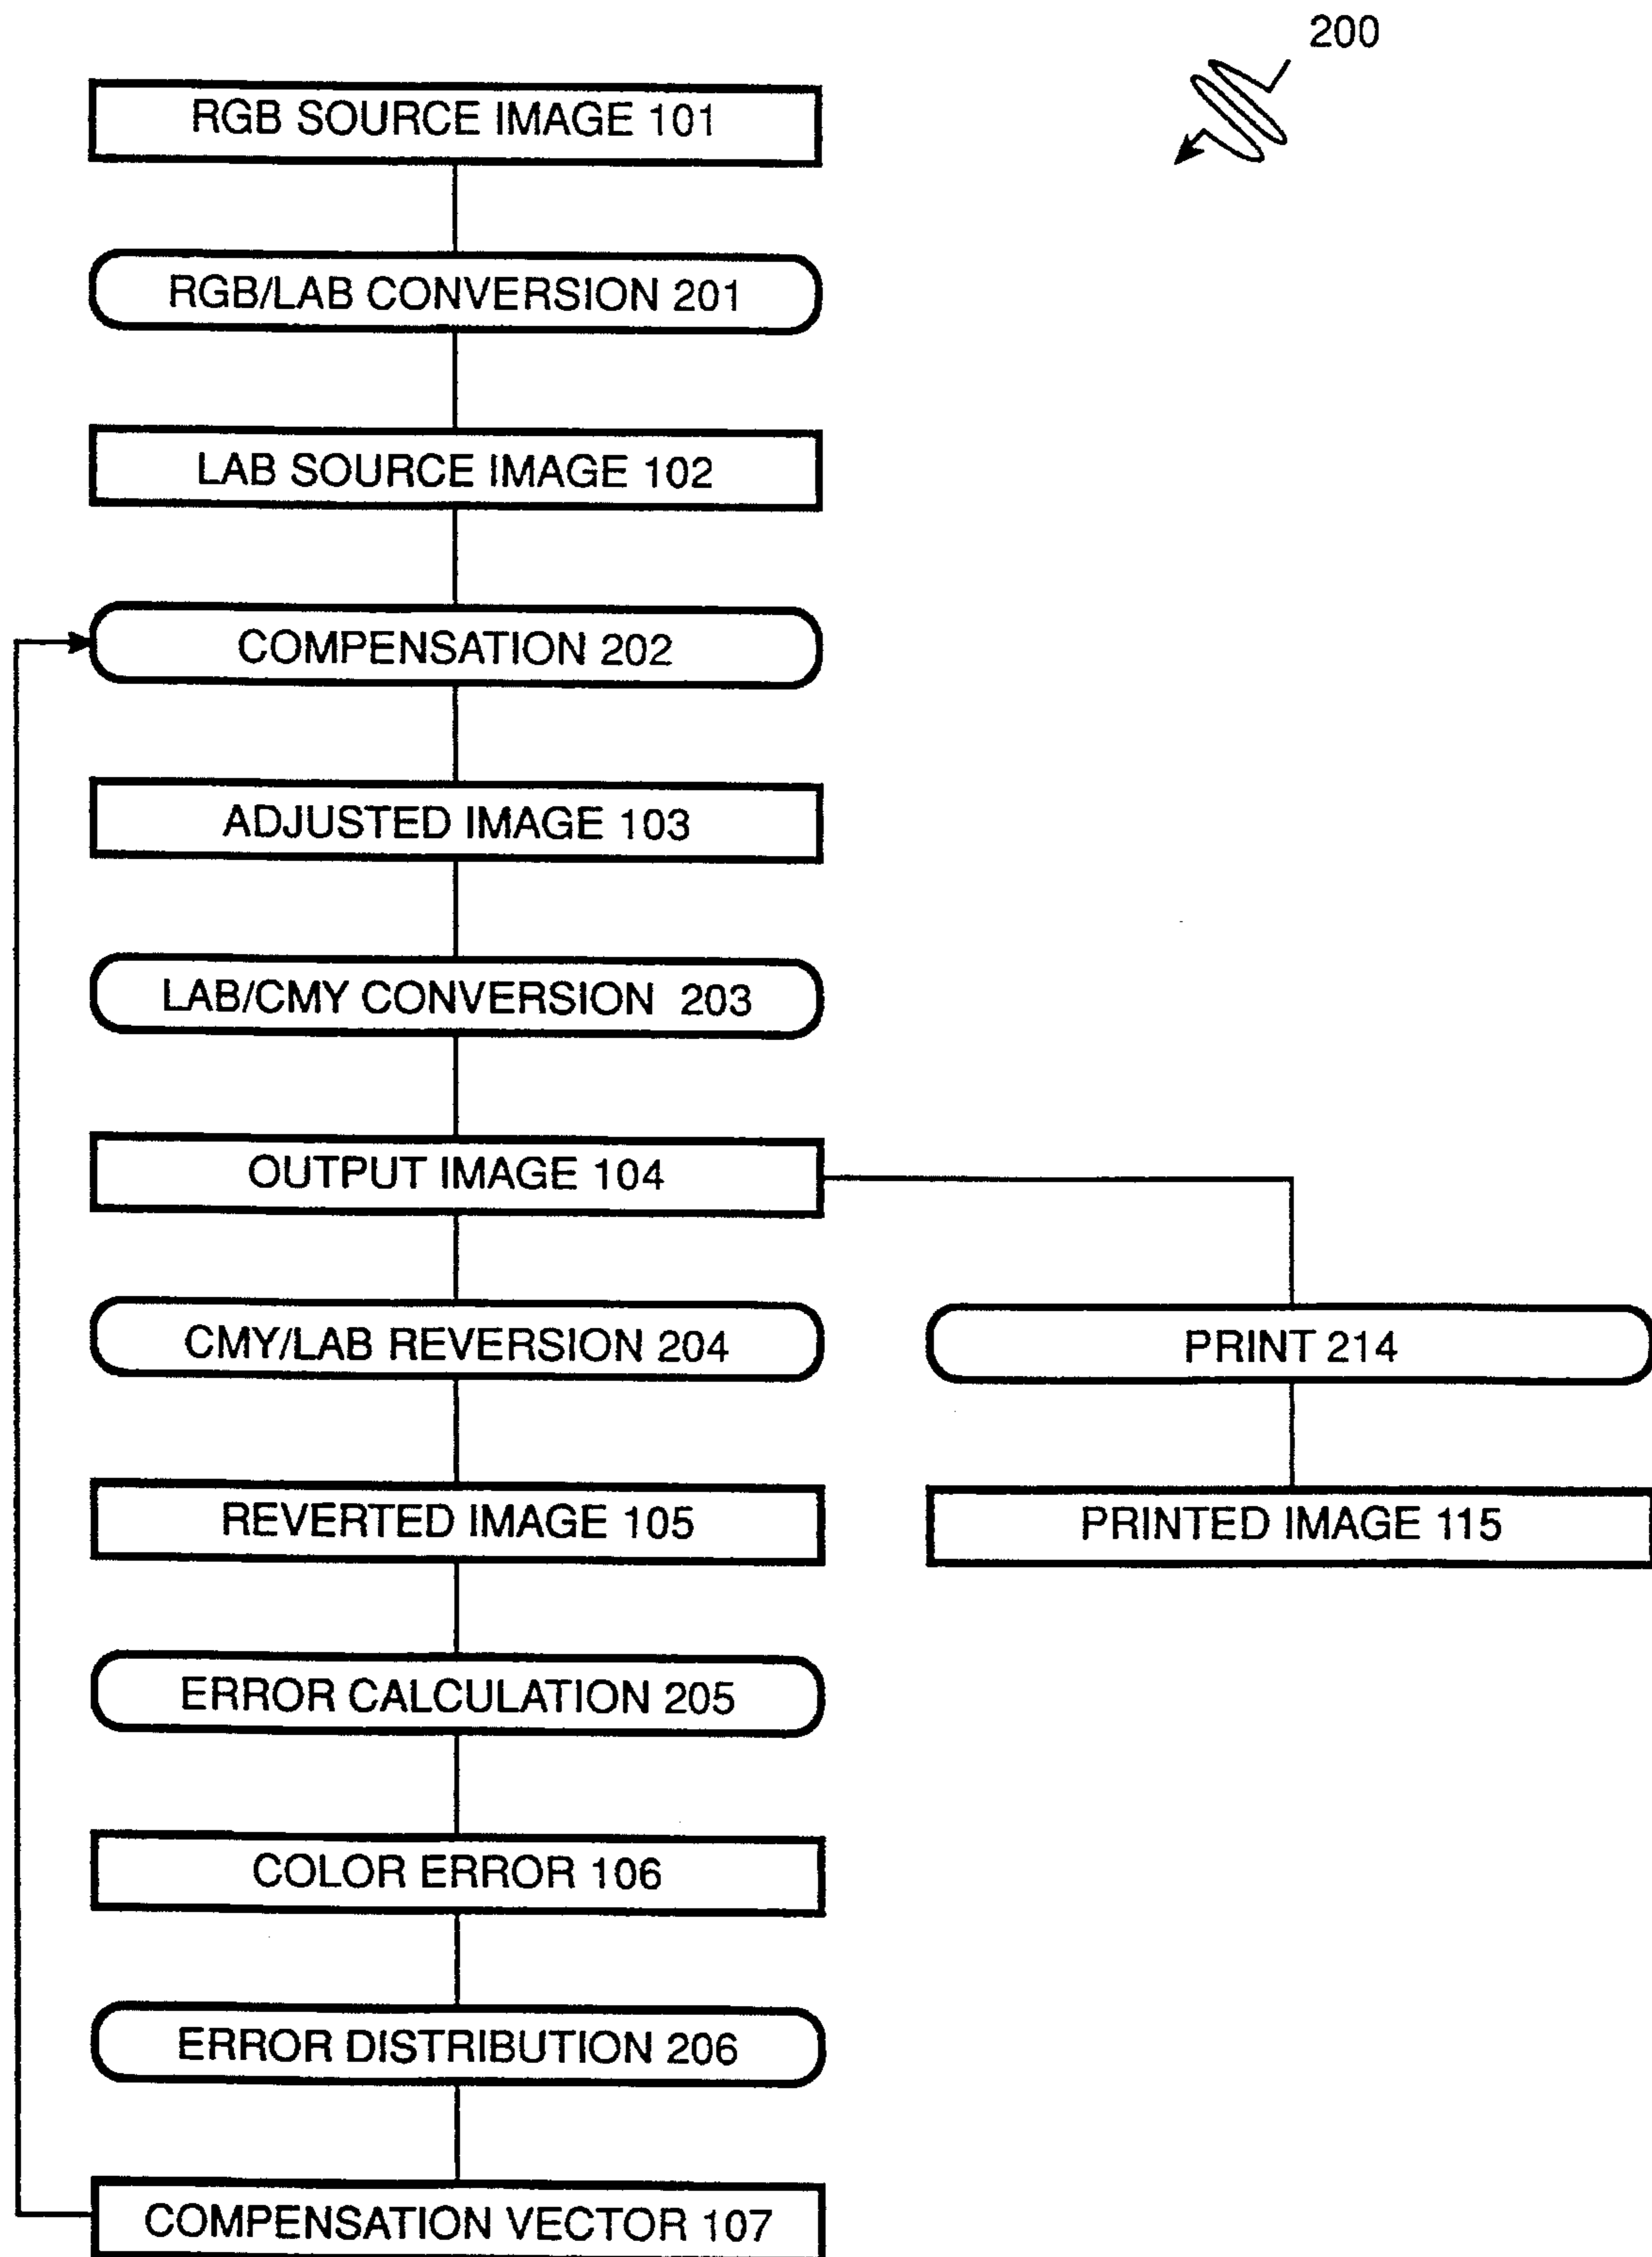 200
RGB SOURCE IMAGE 101
RGB/LAB CONVERSION 201
LAB SOURCE IMAGE 102
COMPENSATION 202
ADJUSTED IMAGE 103
LAB/CMY CONVERSION 203
OUTPUT IMAGE 104
CMY/LAB REVERSION 204
PRINT 214
REVERTED IMAGE 105
PRINTED IMAGE 115
ERROR CALCULATION 205
COLOR ERROR 106
ERROR DISTRIBUTION 206
COMPENSATION VECTOR 107